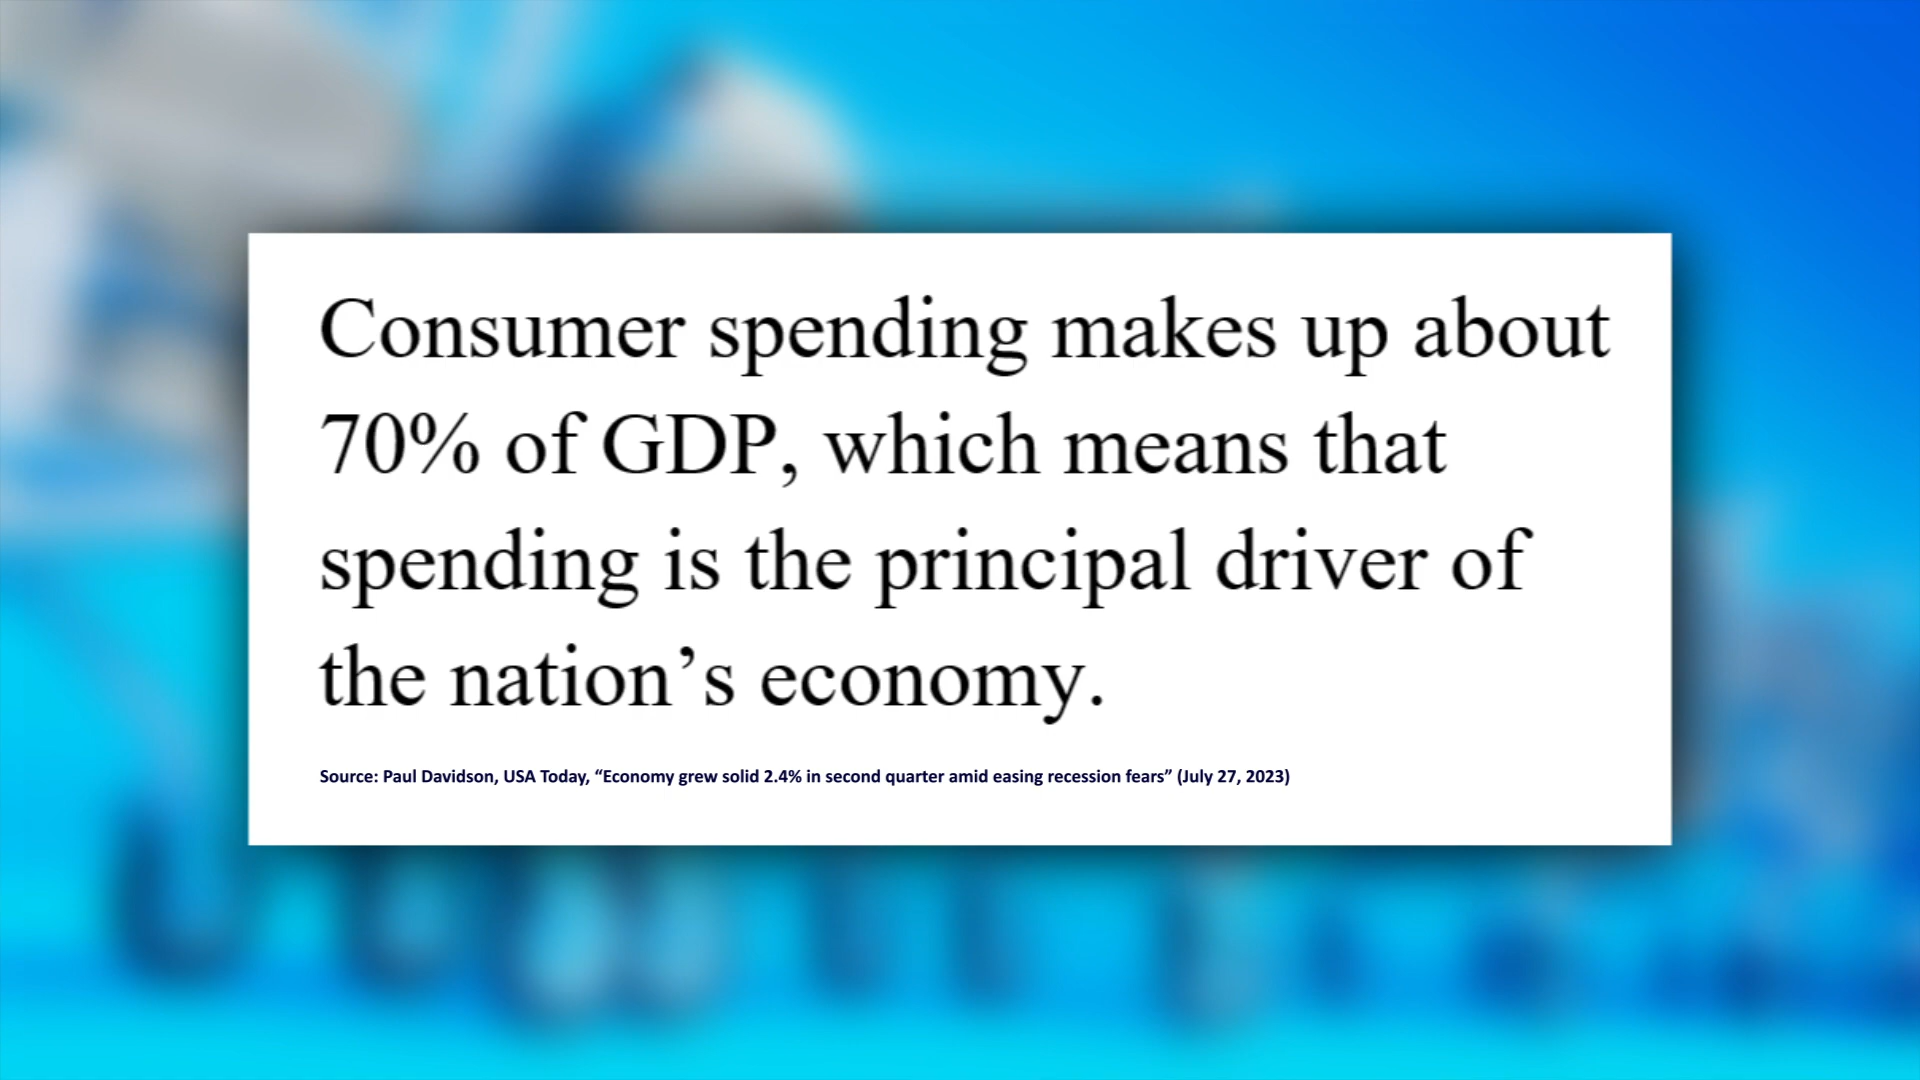 Consumer spending makes up about
70% of GDP, which means that
spending is the principal driver of
the nation’s economy.
Source: Paul Davidson, USA Today, “Economy grew solid 2.4% in second quarter amid easing recession fears” (July 27, 2023)